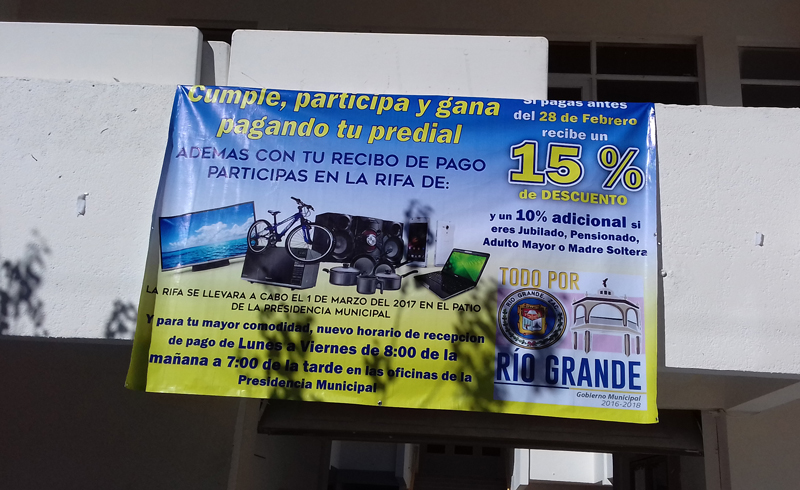 Cumple, participa y gana
pagando tu predial
ADEMAS CON TU RECIBO DE PAGO
PARTICIPAS EN LA RIFA DE:
LA RIFA SE LLEVARA A CABO EL 1 DE MARZO DEL 2017 EN EL PATIO
DE LA PRESIDENCIA MUNICIPAL
Y para tu mayor comodidad, nuevo horario de recepcion
de pago de Lunes a Viernes de 8:00 de la
mañana a 7:00 de la tarde en las oficinas de la
Presidencia Municipal
Si pagas antes
del 28 de Febrero
recibe un
15 %
de DESCUENTO
y un 10% adicional si
eres Jubilado, Pensionado,
Adulto Mayor o Madre Soltera
TODO POR
RIO GRANDE
RÍO GRANDE
Gobierno Municipal
2016-2018